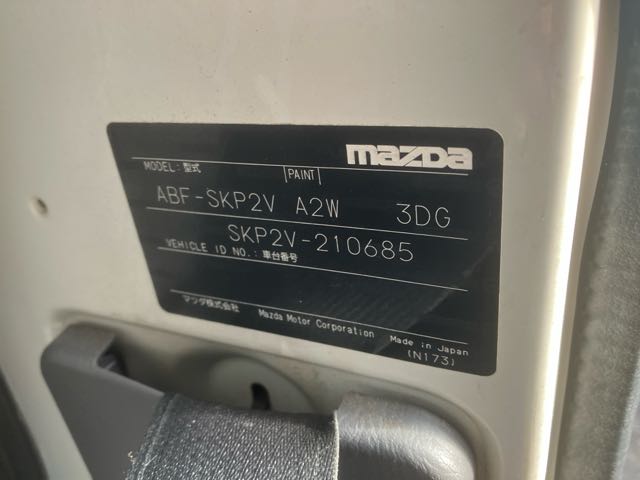 mazda
MODEL: 型式 PAINT
ABF-SKP2V A2W 3DG
SKP2V-210685
VEHICLE ID NO.: 車台番号
マツダ株式会社 Mazda Motor Corporation Made in Japan
(N173)